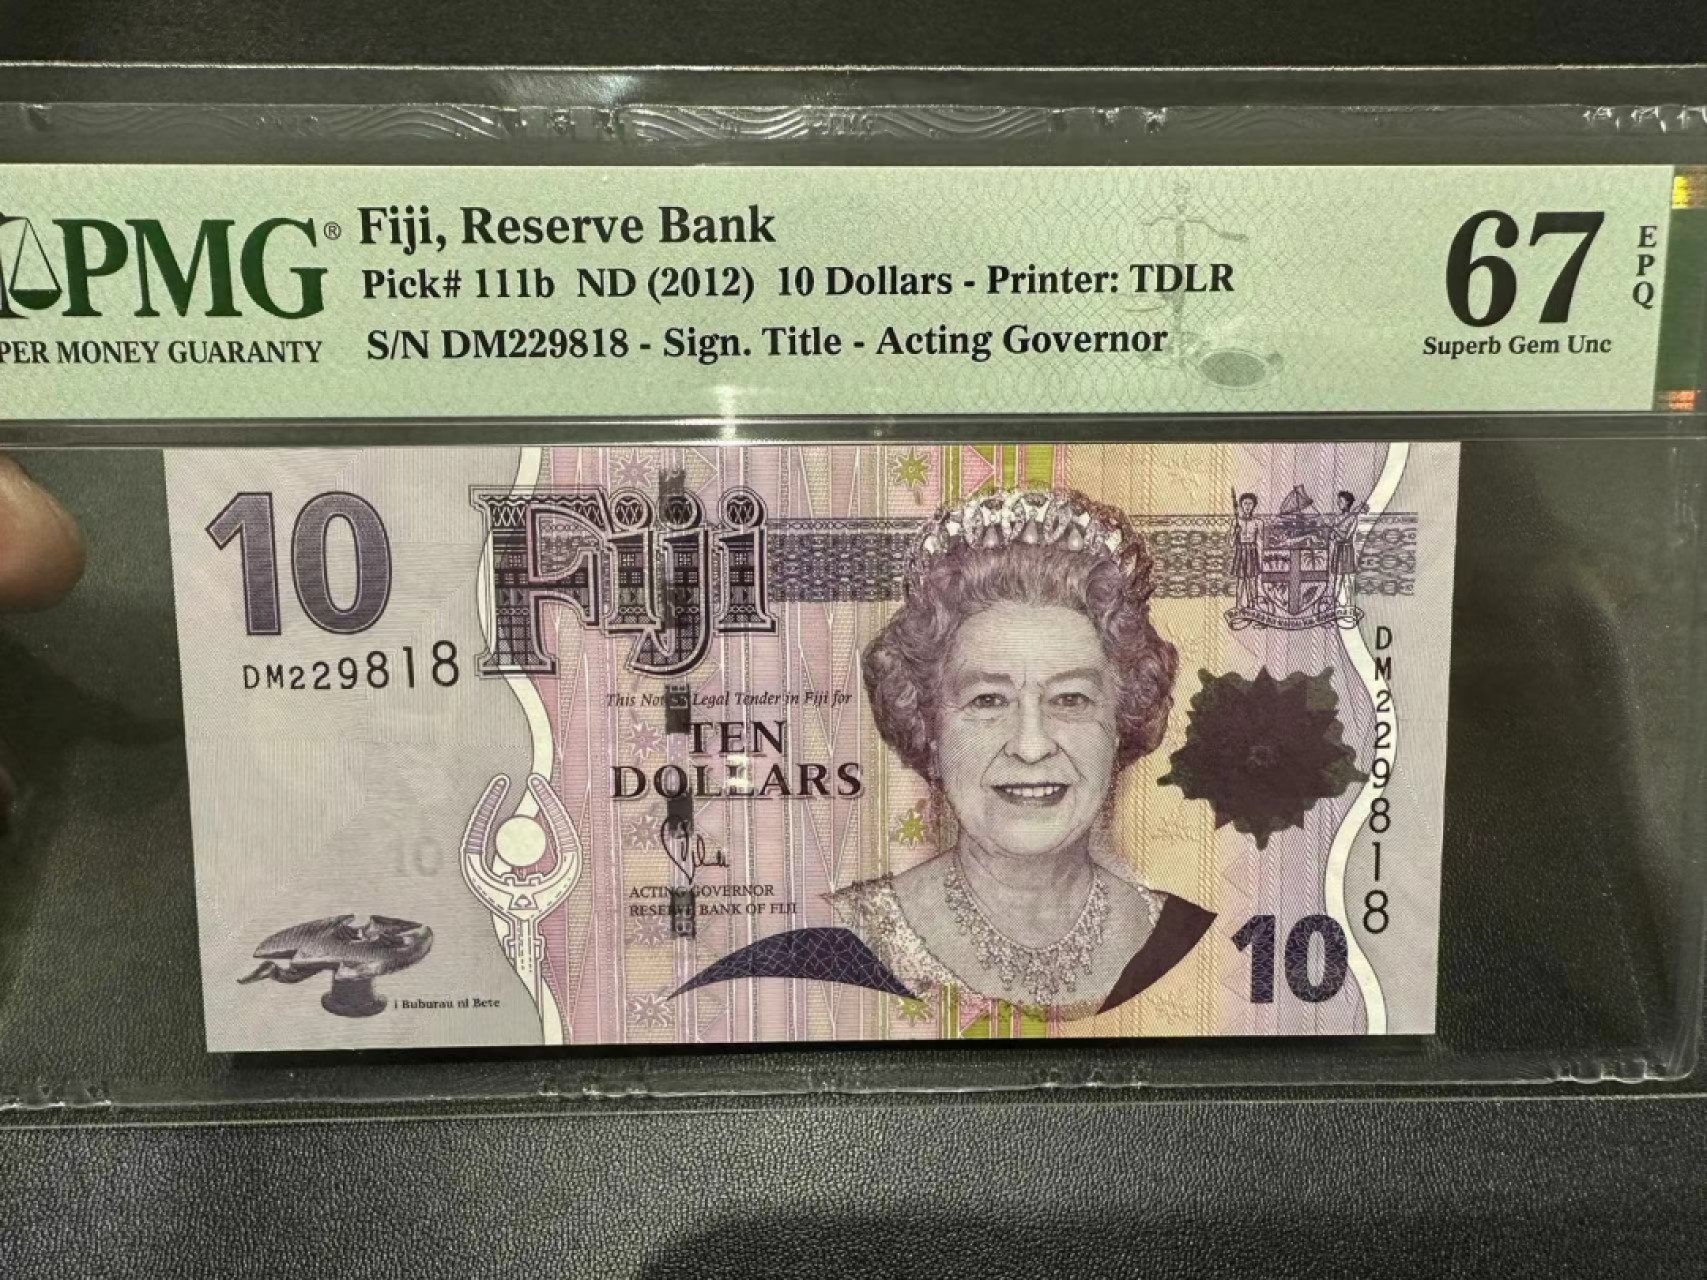 PMG®
PER MONEY GUARANTY
Fiji, Reserve Bank
Pick# 111b ND (2012) 10 Dollars - Printer: TDLR
S/N DM229818 - Sign. Title - Acting Governor
67
EPQ
Superb Gem Unc
10
Fiji
DM229818
This Note is Legal Tender in Fiji for
TEN
DOLLARS
ACTING GOVERNOR
RESERVE BANK OF FIJI
10
i Buburau ni Bete
DM229818
10